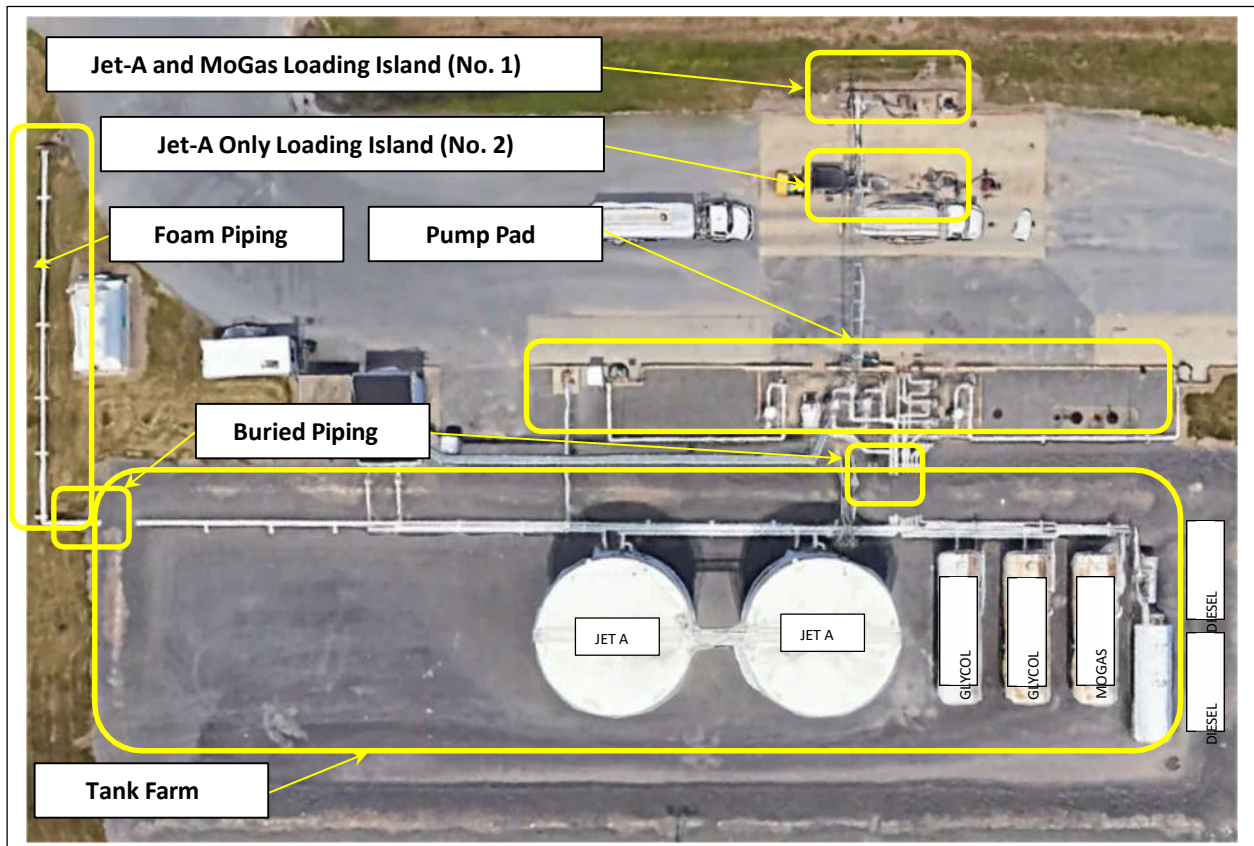 Jet-A and MoGas Loading Island (No. 1)
Jet-A Only Loading Island (No. 2)
Foam Piping
Pump Pad
Buried Piping
JET A
JET A
GLYCOL
GLYCOL
MOGAS
DIESEL
DIESEL
Tank Farm